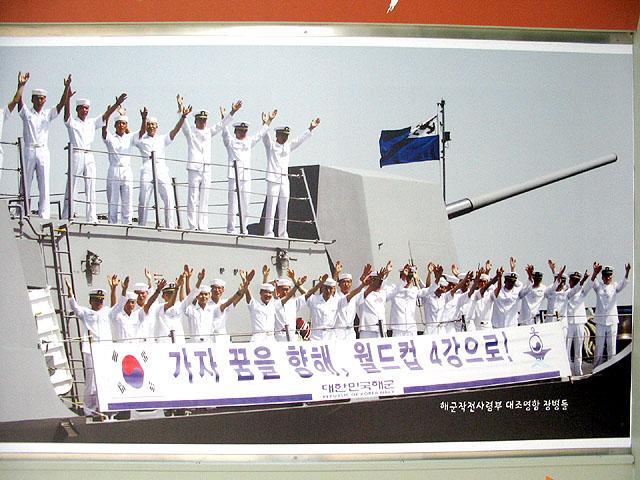 가자 꿈을 향해, 월드컵 4강으로!
대한민국해군
REPUBLIC OF KOREA NAVY
해군작전사령부 대조영함 장병들